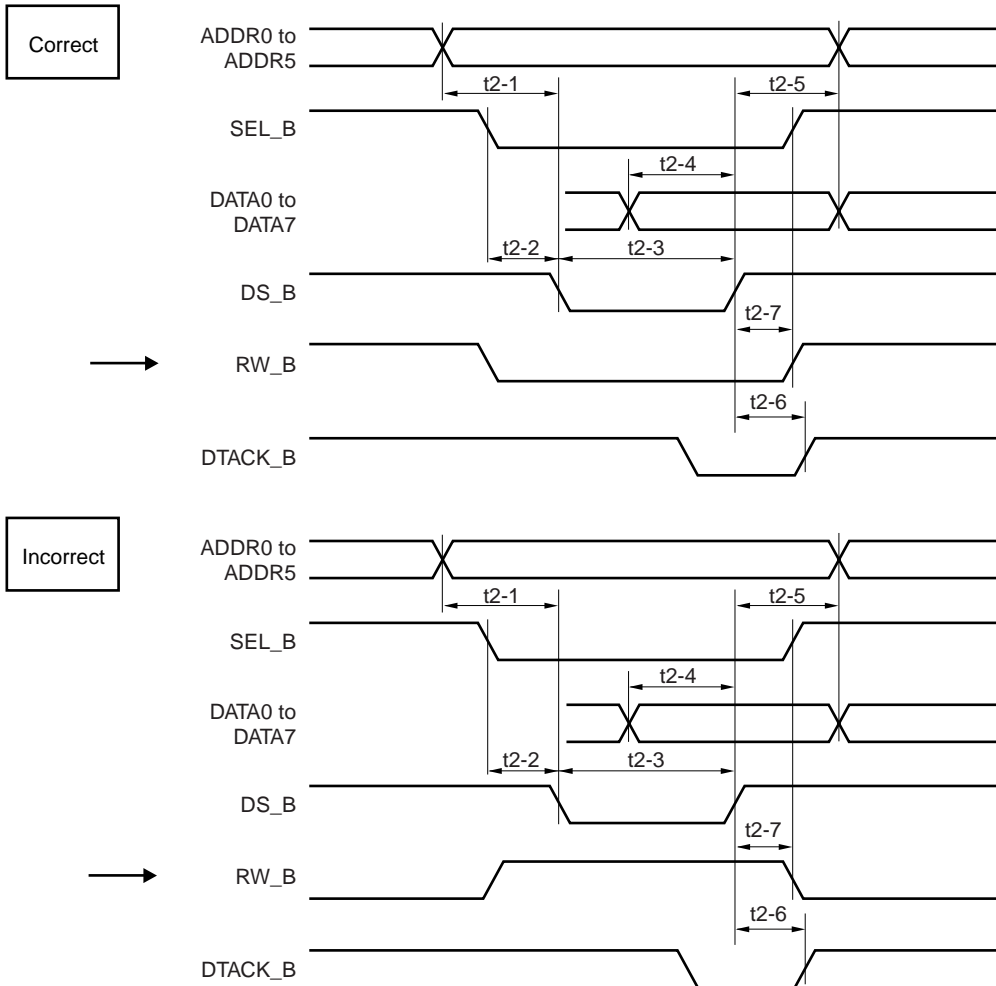 Correct
ADDR0 to
ADDR5
t2-1
t2-5
SEL_B
t2-4
DATA0 to
DATA7
t2-2
t2-3
DS_B
t2-7
RW_B
t2-6
DTACK_B
Incorrect
ADDR0 to
ADDR5
t2-1
t2-5
SEL_B
t2-4
DATA0 to
DATA7
t2-2
t2-3
DS_B
t2-7
RW_B
t2-6
DTACK_B